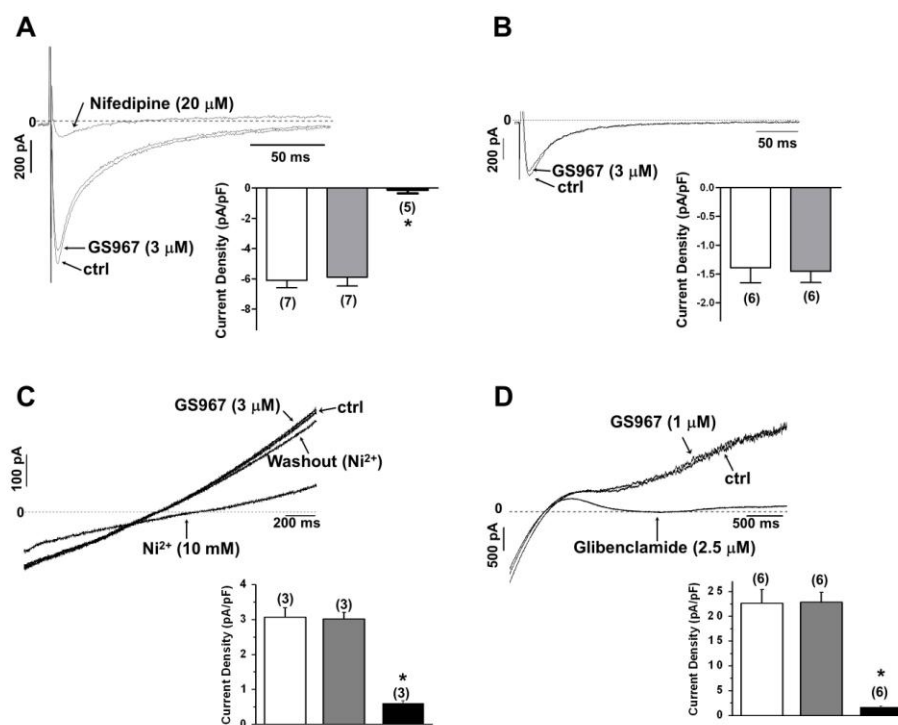 A
Nifedipine (20 μM)
0
200 pA
50 ms
GS967 (3 μM)
ctrl
Current Density (pA/pF)
0
-2
-4
-6
-8
(7)
(7)
(5)
*
B
0
200 pA
50 ms
GS967 (3 μM)
ctrl
Current Density (pA/pF)
0.0
-0.5
-1.0
-1.5
-2.0
(6)
(6)
C
GS967 (3 μM)
ctrl
Washout (Ni²⁺)
100 pA
0
200 ms
Ni²⁺ (10 mM)
Current Density (pA/pF)
4
3
2
1
0
(3)
(3)
*
(3)
D
GS967 (1 μM)
ctrl
0
500 pA
500 ms
Glibenclamide (2.5 μM)
Current Density (pA/pF)
25
20
15
10
5
0
(6)
(6)
*
(6)